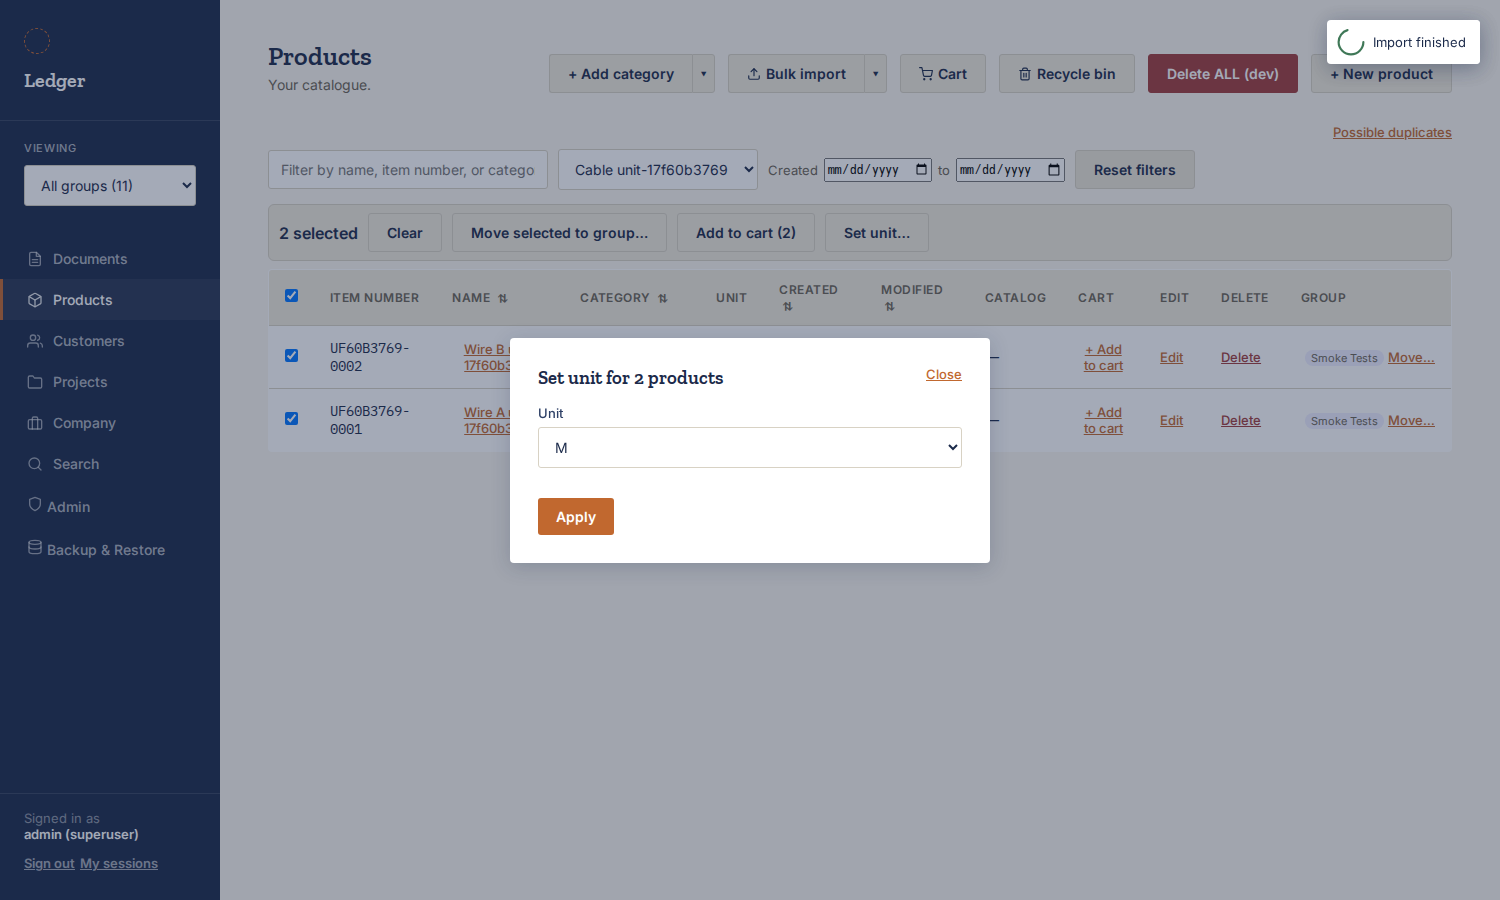 Ledger
VIEWING
All groups (11)
Documents
Products
Customers
Projects
Company
Search
Admin
Backup & Restore
Signed in as
admin (superuser)
Sign out My sessions
Products
Your catalogue.
+ Add category ▾
Bulk import ▾
Cart
Recycle bin
Delete ALL (dev)
+ New product
Import finished
Possible duplicates
Filter by name, item number, or catego
Cable unit-17f60b3769
Created mm/dd/yyyy to mm/dd/yyyy
Reset filters
2 selected
Clear
Move selected to group...
Add to cart (2)
Set unit...
ITEM NUMBER NAME ⇅ CATEGORY ⇅ UNIT CREATED ⇅ MODIFIED ⇅ CATALOG CART EDIT DELETE GROUP
UF60B3769-
0002
Wire B
17f60b3
—
+ Add
to cart
Edit
Delete
Smoke Tests Move...
UF60B3769-
0001
Wire A
17f60b3
—
+ Add
to cart
Edit
Delete
Smoke Tests Move...
Set unit for 2 products
Close
Unit
M
Apply